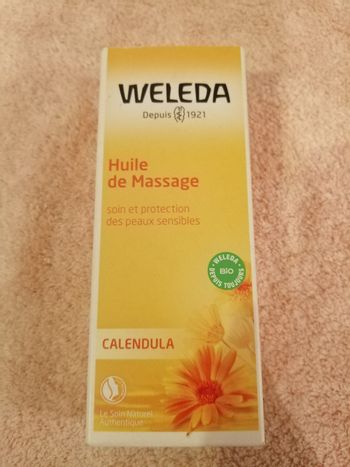 WELEDA
Depuis 1921
Huile
de Massage
soin et protection
des peaux sensibles
WELEDA
BIO
DEPUIS TOUJOURS
CALENDULA
Le Soin Naturel
Authentique